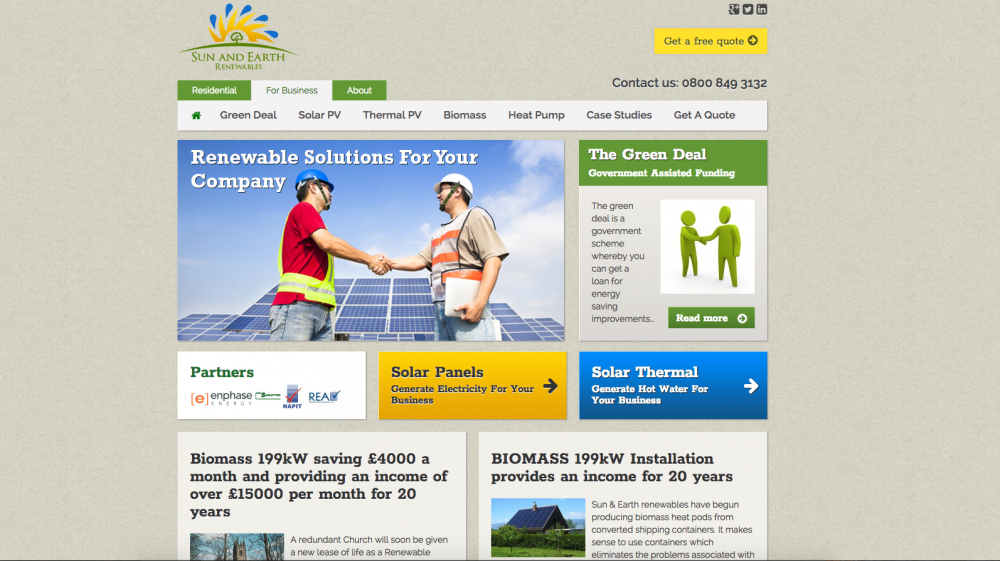 SUN AND EARTH
RENEWABLES
Get a free quote
Contact us: 0800 849 3132
Residential
For Business
About
Green Deal
Solar PV
Thermal PV
Biomass
Heat Pump
Case Studies
Get A Quote
Renewable Solutions For Your
Company
The Green Deal
Government Assisted Funding
The green
deal is a
government
scheme
whereby you
can get a
loan for
energy
saving
improvements..
Read more
Partners
[e] enphase
ENERGY
NAPIT
REAL
Solar Panels
Generate Electricity For Your
Business
Solar Thermal
Generate Hot Water For
Your Business
Biomass 199kW saving £4000 a
month and providing an income of
over £15000 per month for 20
years
A redundant Church will soon be given
a new lease of life as a Renewable
BIOMASS 199kW Installation
provides an income for 20 years
Sun & Earth renewables have begun
producing biomass heat pods from
converted shipping containers. It makes
sense to use containers which
eliminates the problems associated with